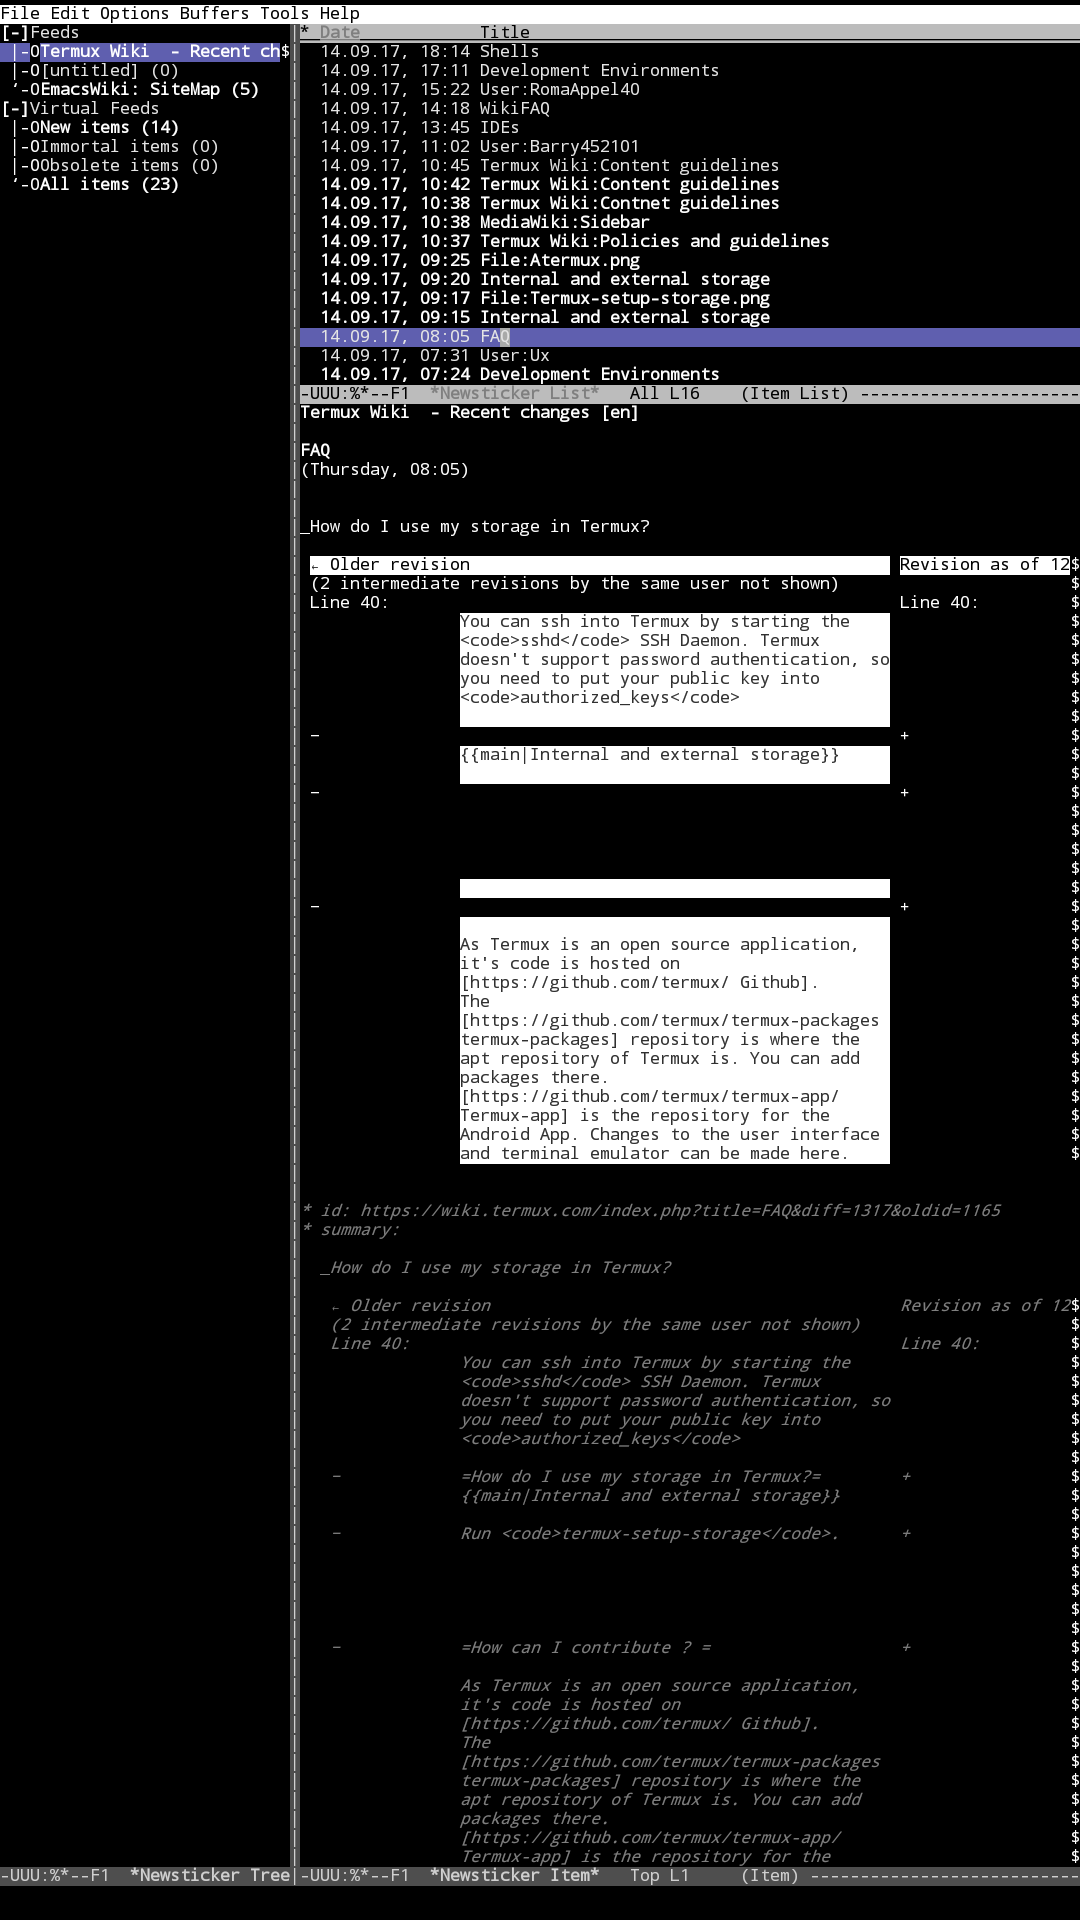 File Edit Options Buffers Tools Help
[-]Feeds
|-OTermux Wiki  - Recent ch$
|-O[untitled] (0)
‘-OEmacsWiki: SiteMap (5)
[-]Virtual Feeds
|-ONew items (14)
|-OImmortal items (0)
|-OObsolete items (0)
‘-OAll items (23)
* Date Title
14.09.17, 18:14 Shells
14.09.17, 17:11 Development Environments
14.09.17, 15:22 User:RomaAppel40
14.09.17, 14:18 WikiFAQ
14.09.17, 13:45 IDEs
14.09.17, 11:02 User:Barry452101
14.09.17, 10:45 Termux Wiki:Content guidelines
14.09.17, 10:42 Termux Wiki:Content guidelines
14.09.17, 10:38 Termux Wiki:Contnet guidelines
14.09.17, 10:38 MediaWiki:Sidebar
14.09.17, 10:37 Termux Wiki:Policies and guidelines
14.09.17, 09:25 File:Atermux.png
14.09.17, 09:20 Internal and external storage
14.09.17, 09:17 File:Termux-setup-storage.png
14.09.17, 09:15 Internal and external storage
14.09.17, 08:05 FAQ
14.09.17, 07:31 User:Ux
14.09.17, 07:24 Development Environments
-UUU:%*--F1  *Newsticker List*   All L16    (Item List) ----------------------
Termux Wiki  - Recent changes [en]
FAQ
(Thursday, 08:05)
_How do I use my storage in Termux?
← Older revision Revision as of 12$
(2 intermediate revisions by the same user not shown) $
Line 40: Line 40: $
You can ssh into Termux by starting the $
<code>sshd</code> SSH Daemon. Termux $
doesn't support password authentication, so $
you need to put your public key into $
<code>authorized_keys</code> $
$
− + $
{{main|Internal and external storage}} $
$
− + $
$
$
$
$
$
− + $
$
As Termux is an open source application, $
it's code is hosted on $
[https://github.com/termux/ Github]. $
The $
[https://github.com/termux/termux-packages $
termux-packages] repository is where the $
apt repository of Termux is. You can add $
packages there. $
[https://github.com/termux/termux-app/ $
Termux-app] is the repository for the $
Android App. Changes to the user interface $
and terminal emulator can be made here. $
* id: https://wiki.termux.com/index.php?title=FAQ&diff=1317&oldid=1165
* summary:
_How do I use my storage in Termux?
← Older revision Revision as of 12$
(2 intermediate revisions by the same user not shown) $
Line 40: Line 40: $
You can ssh into Termux by starting the $
<code>sshd</code> SSH Daemon. Termux $
doesn't support password authentication, so $
you need to put your public key into $
<code>authorized_keys</code> $
$
− =How do I use my storage in Termux?= + $
{{main|Internal and external storage}} $
$
− Run <code>termux-setup-storage</code>. + $
$
$
$
$
$
− =How can I contribute ? = + $
$
As Termux is an open source application, $
it's code is hosted on $
[https://github.com/termux/ Github]. $
The $
[https://github.com/termux/termux-packages $
termux-packages] repository is where the $
apt repository of Termux is. You can add $
packages there. $
[https://github.com/termux/termux-app/ $
Termux-app] is the repository for the $
-UUU:%*--F1  *Newsticker Tree
-UUU:%*--F1  *Newsticker Item*   Top L1     (Item) ---------------------------